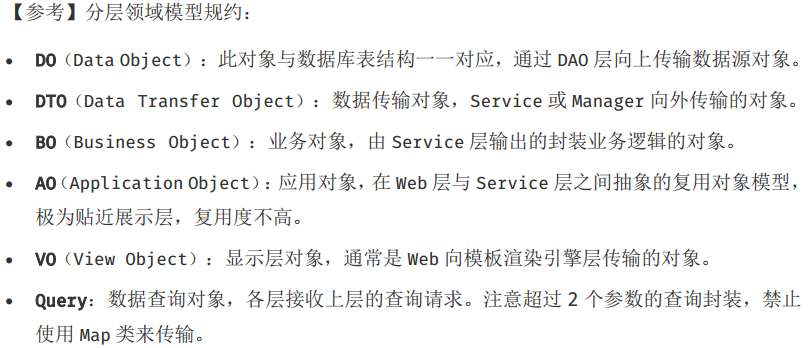 【参考】分层领域模型规约：
• DO（Data Object）：此对象与数据库表结构一一对应，通过 DAO 层向上传输数据源对象。
• DTO（Data Transfer Object）：数据传输对象，Service 或 Manager 向外传输的对象。
• BO（Business Object）：业务对象，由 Service 层输出的封装业务逻辑的对象。
• AO（Application Object）：应用对象，在 Web 层与 Service 层之间抽象的复用对象模型，
极为贴近展示层，复用度不高。
• VO（View Object）：显示层对象，通常是 Web 向模板渲染引擎层传输的对象。
• Query：数据查询对象，各层接收上层的查询请求。注意超过 2 个参数的查询封装，禁止
使用 Map 类来传输。